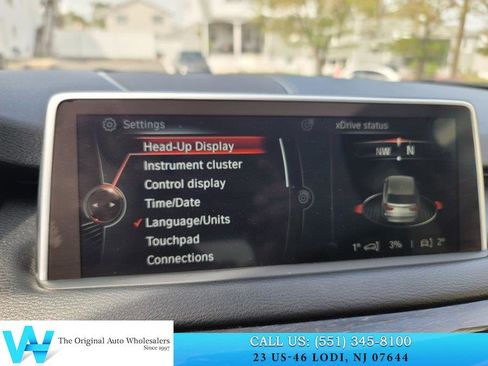 Settings
Head-Up Display
Instrument cluster
Control display
Time/Date
✓ Language/Units
Touchpad
Connections
xDrive status
NW N
1° 3% 2°
The Original Auto Wholesalers
Since 1997
CALL US: (551) 345-8100
23 US-46 LODI, NJ 07644